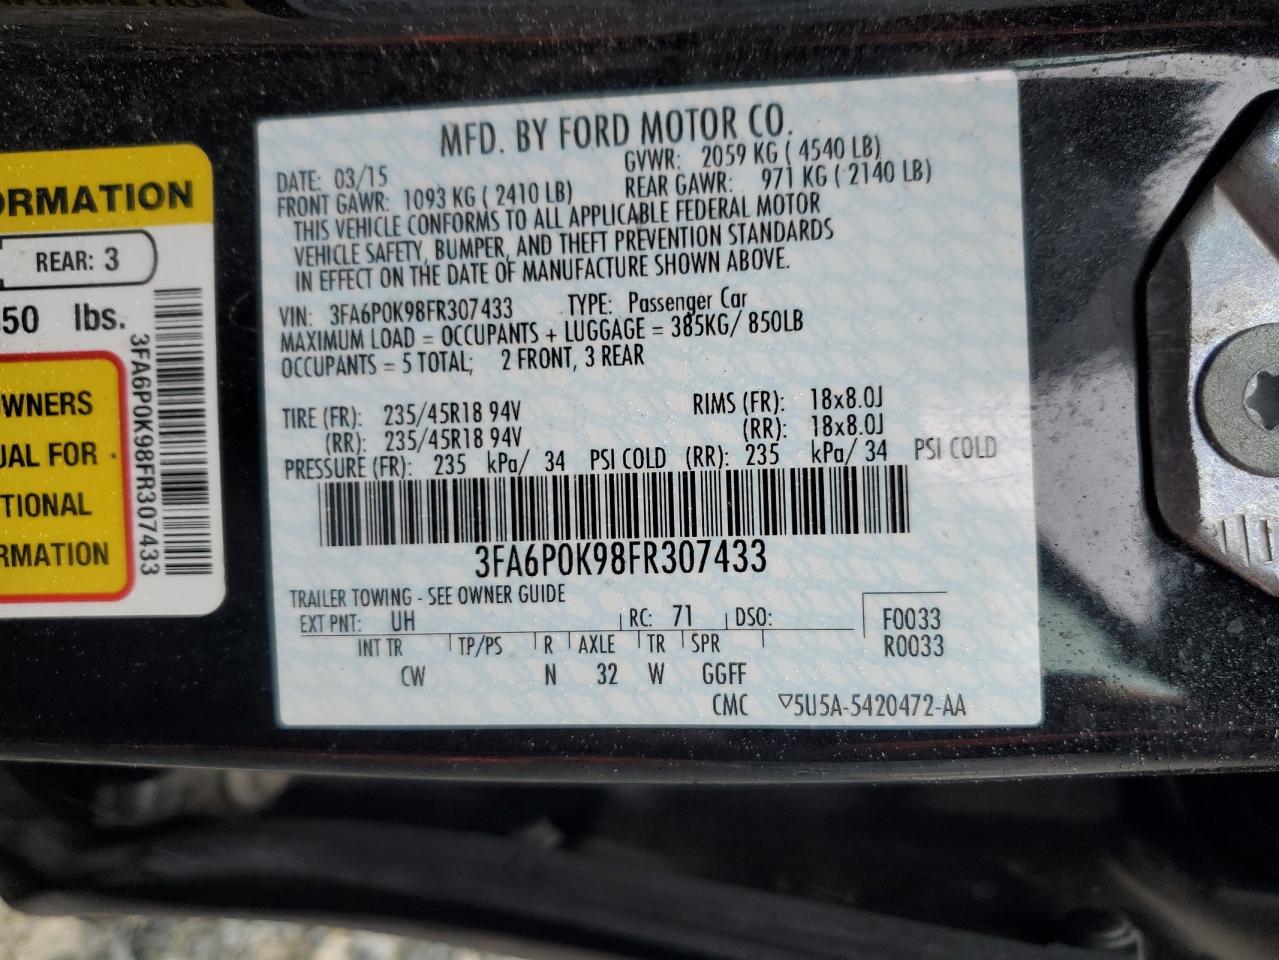 ORMATION
REAR: 3
50 lbs.
WNERS
UAL FOR
TIONAL
RMATION
3FA6P0K98FR307433
MFD. BY FORD MOTOR CO.
DATE: 03/15 GVWR: 2059 KG ( 4540 LB)
FRONT GAWR: 1093 KG ( 2410 LB) REAR GAWR: 971 KG ( 2140 LB)
THIS VEHICLE CONFORMS TO ALL APPLICABLE FEDERAL MOTOR
VEHICLE SAFETY, BUMPER, AND THEFT PREVENTION STANDARDS
IN EFFECT ON THE DATE OF MANUFACTURE SHOWN ABOVE.
VIN: 3FA6P0K98FR307433 TYPE: Passenger Car
MAXIMUM LOAD = OCCUPANTS + LUGGAGE = 385KG/ 850LB
OCCUPANTS = 5 TOTAL; 2 FRONT, 3 REAR
TIRE (FR): 235/45R18 94V RIMS (FR): 18x8.0J
(RR): 235/45R18 94V (RR): 18x8.0J
PRESSURE (FR): 235 kPa/ 34 PSI COLD (RR): 235 kPa/ 34 PSI COLD
3FA6P0K98FR307433
TRAILER TOWING - SEE OWNER GUIDE
EXT PNT: UH RC: 71 DSO: F0033
INT TR TP/PS R AXLE TR SPR R0033
CW N 32 W GGFF
CMC ▽5U5A-5420472-AA